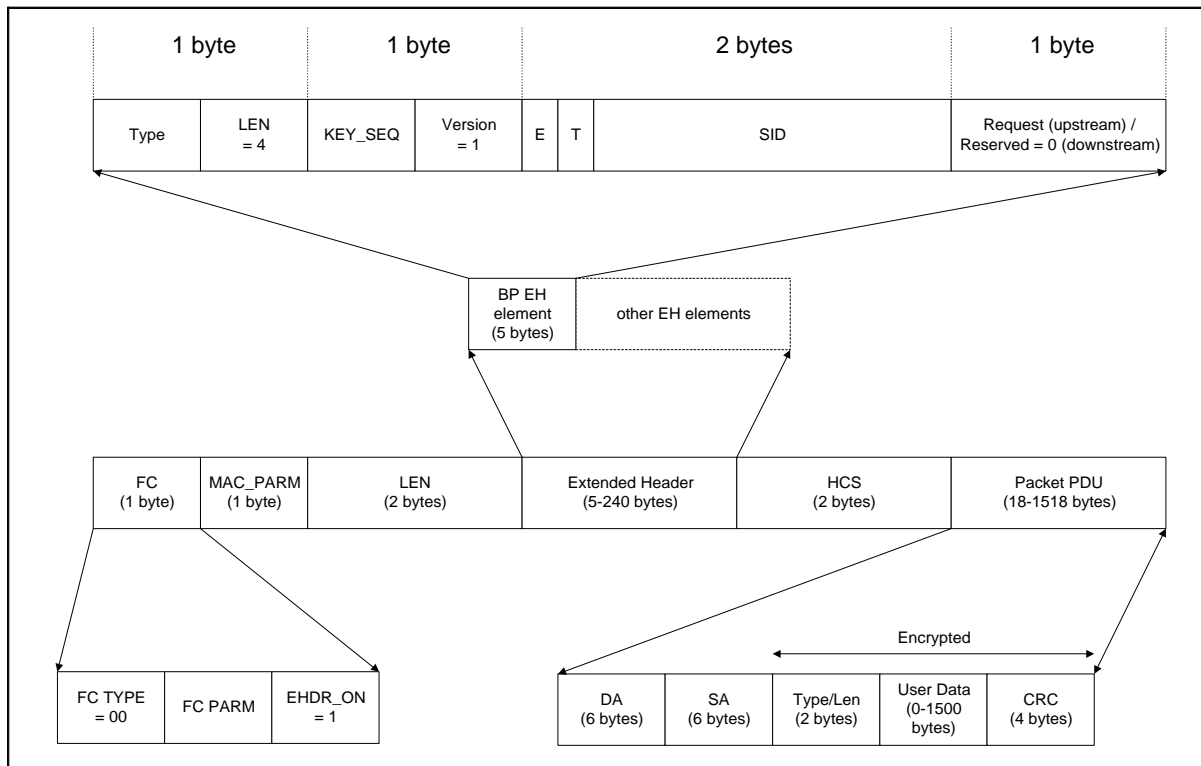 1 byte
1 byte
2 bytes
1 byte
Type
LEN
= 4
KEY_SEQ
Version
= 1
E
T
SID
Request (upstream) /
Reserved = 0 (downstream)
BP EH
element
(5 bytes)
other EH elements
FC
(1 byte)
MAC_PARM
(1 byte)
LEN
(2 bytes)
Extended Header
(5-240 bytes)
HCS
(2 bytes)
Packet PDU
(18-1518 bytes)
Encrypted
FC TYPE
= 00
FC PARM
EHDR_ON
= 1
DA
(6 bytes)
SA
(6 bytes)
Type/Len
(2 bytes)
User Data
(0-1500
bytes)
CRC
(4 bytes)